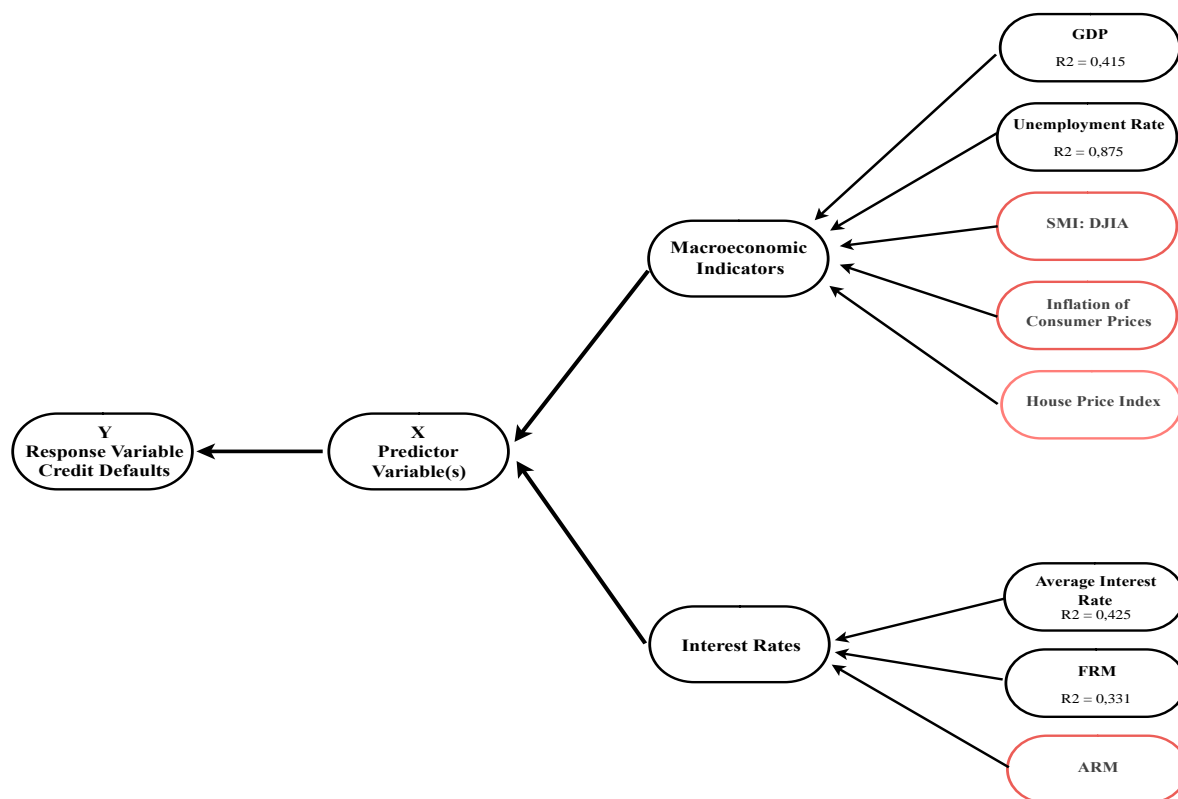 GDP
R2 = 0,415
Unemployment Rate
R2 = 0,875
SMI: DJIA
Macroeconomic
Indicators
Inflation of
Consumer Prices
House Price Index
Y
Response Variable
Credit Defaults
X
Predictor
Variable(s)
Average Interest
Rate
R2 = 0,425
Interest Rates
FRM
R2 = 0,331
ARM